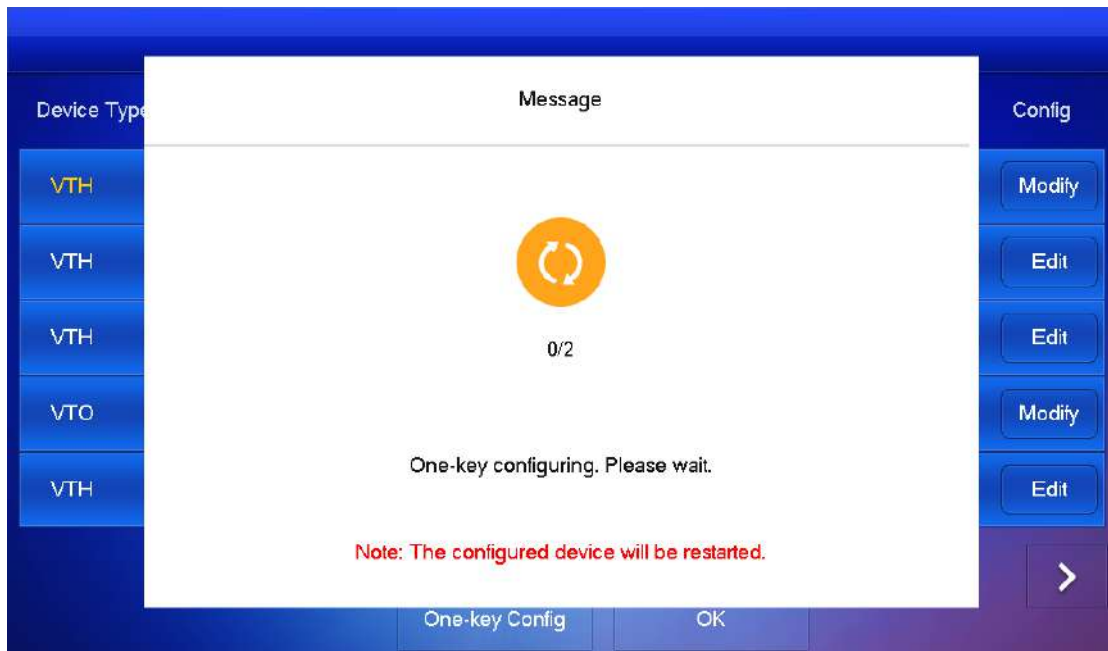 Message
Device Type
Config
VTH
Modify
VTH
Edit
0/2
VTH
Edit
VTO
Modify
One-key configuring. Please wait.
VTH
Edit
Note: The configured device will be restarted.
>
One-key Config
OK